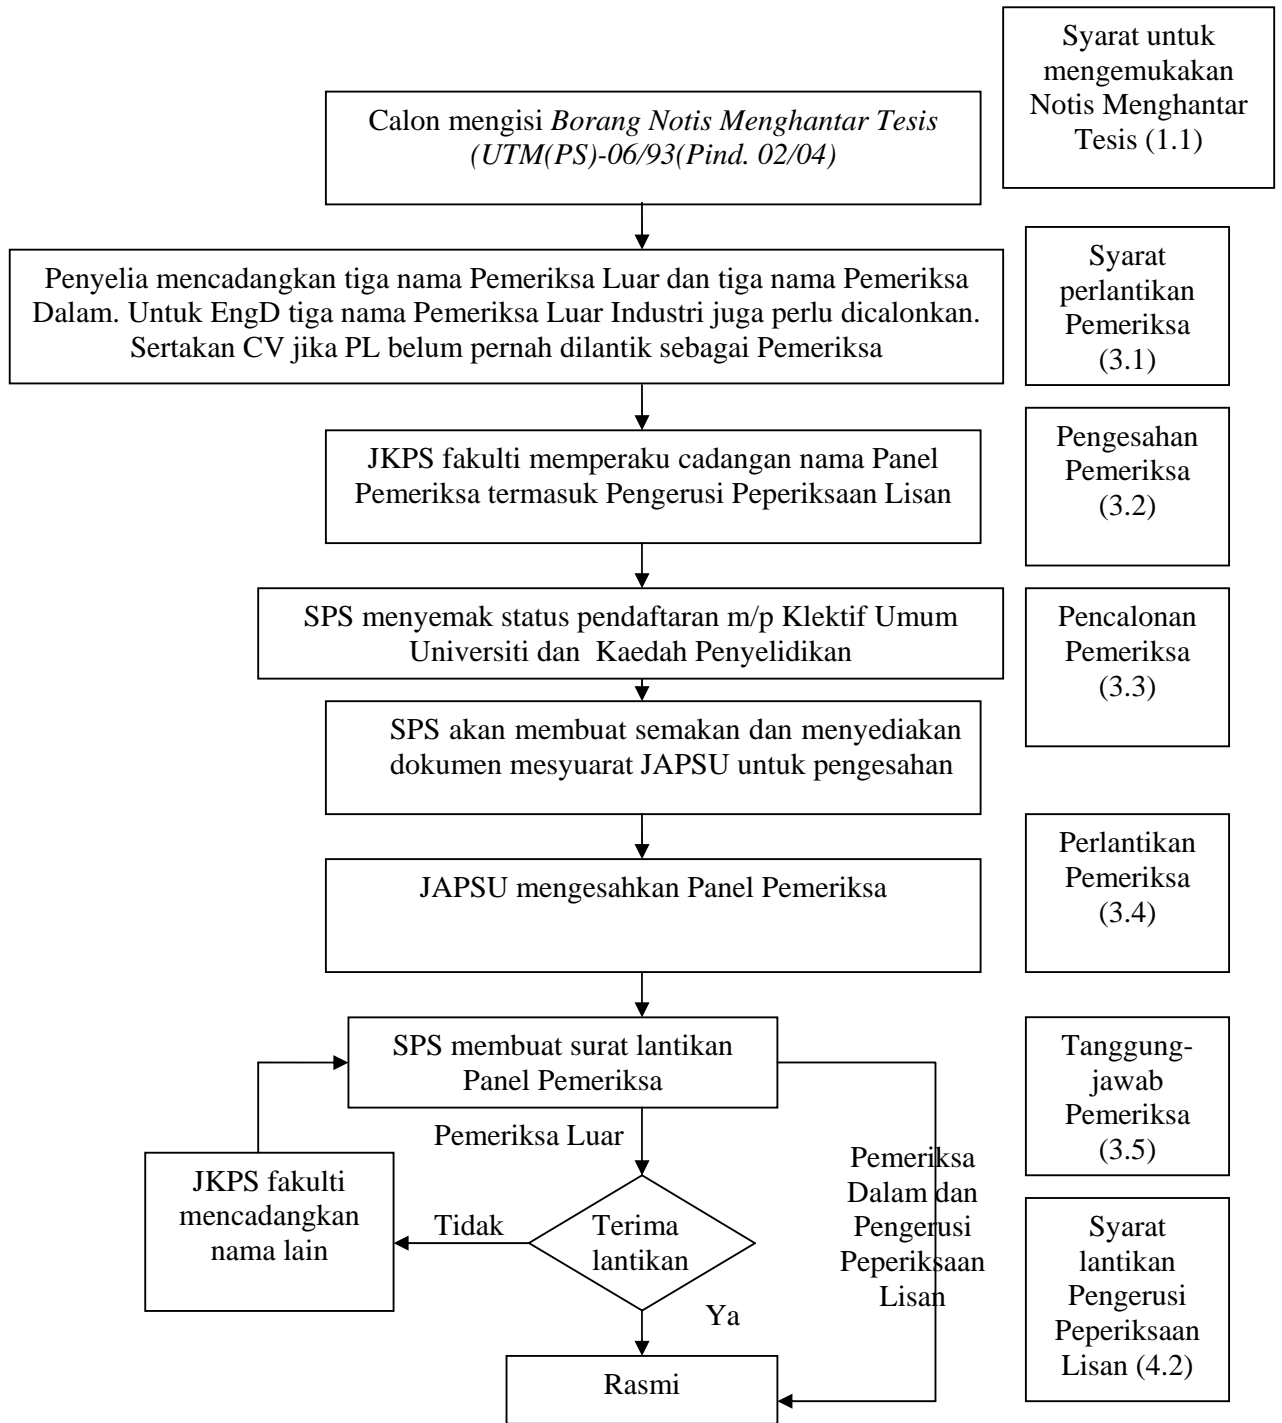 Syarat untuk
mengemukakan
Notis Menghantar
Tesis (1.1)
Calon mengisi Borang Notis Menghantar Tesis
(UTM(PS)-06/93(Pind. 02/04)
Penyelia mencadangkan tiga nama Pemeriksa Luar dan tiga nama Pemeriksa
Dalam. Untuk EngD tiga nama Pemeriksa Luar Industri juga perlu dicalonkan.
Sertakan CV jika PL belum pernah dilantik sebagai Pemeriksa
Syarat
perlantikan
Pemeriksa
(3.1)
JKPS fakulti memperaku cadangan nama Panel
Pemeriksa termasuk Pengerusi Peperiksaan Lisan
Pengesahan
Pemeriksa
(3.2)
SPS menyemak status pendaftaran m/p Klektif Umum
Universiti dan Kaedah Penyelidikan
Pencalonan
Pemeriksa
(3.3)
SPS akan membuat semakan dan menyediakan
dokumen mesyuarat JAPSU untuk pengesahan
JAPSU mengesahkan Panel Pemeriksa
Perlantikan
Pemeriksa
(3.4)
SPS membuat surat lantikan
Panel Pemeriksa
Tanggung-
jawab
Pemeriksa
(3.5)
Pemeriksa Luar
JKPS fakulti
mencadangkan
nama lain
Tidak
Terima
lantikan
Pemeriksa
Dalam dan
Pengerusi
Peperiksaan
Lisan
Syarat
lantikan
Pengerusi
Peperiksaan
Lisan (4.2)
Ya
Rasmi